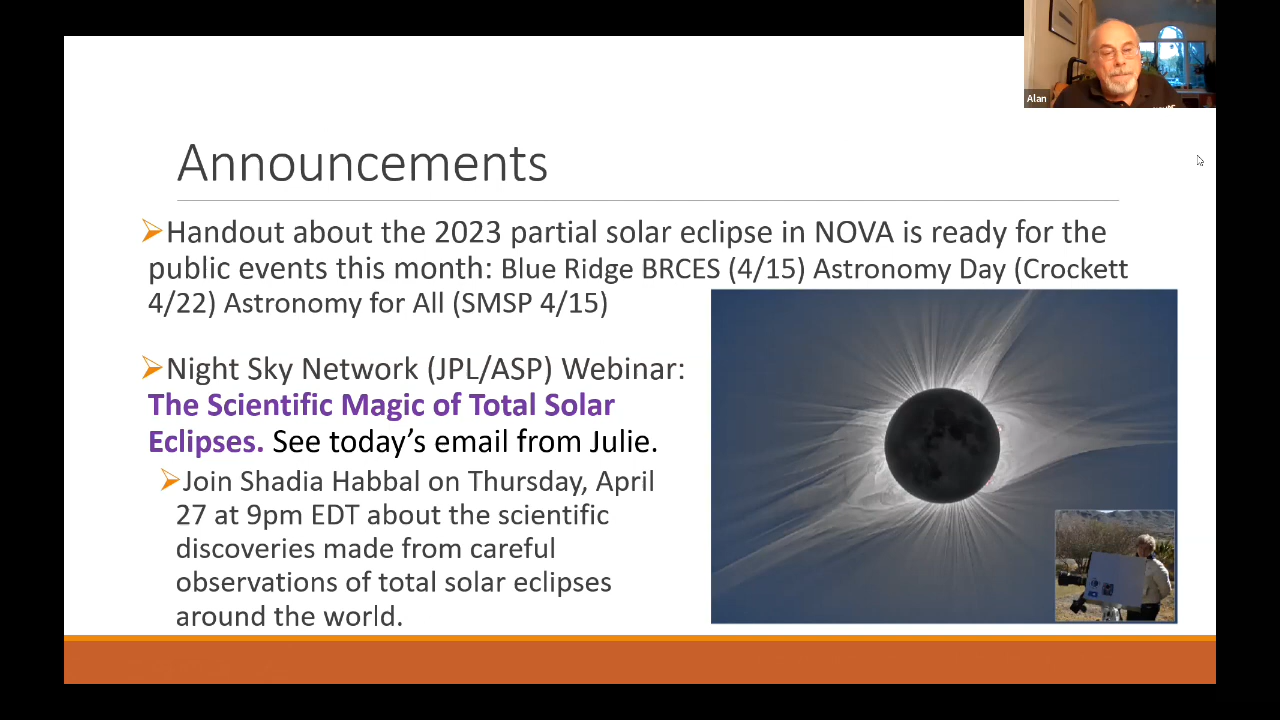 Alan
Announcements
Handout about the 2023 partial solar eclipse in NOVA is ready for the
public events this month: Blue Ridge BRCES (4/15) Astronomy Day (Crockett
4/22) Astronomy for All (SMSP 4/15)
Night Sky Network (JPL/ASP) Webinar:
The Scientific Magic of Total Solar
Eclipses. See today’s email from Julie.
Join Shadia Habbal on Thursday, April
27 at 9pm EDT about the scientific
discoveries made from careful
observations of total solar eclipses
around the world.